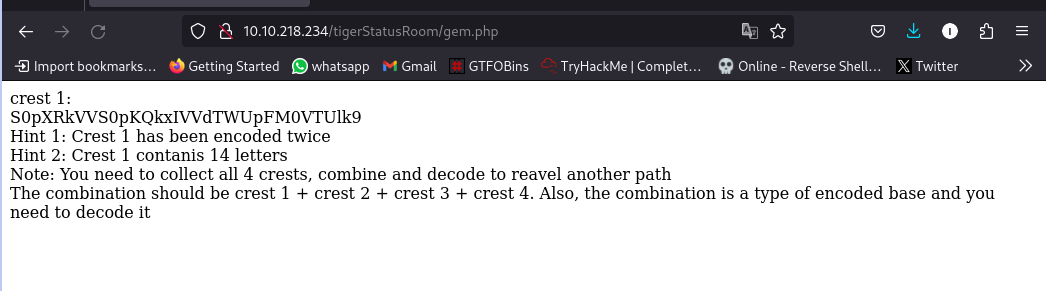 10.10.218.234/tigerStatusRoom/gem.php
Import bookmarks... Getting Started whatsapp Gmail GTFOBins TryHackMe | Complet... Online - Reverse Shell... Twitter
crest 1:
S0pXRkVVS0pKQkxIVVdTWUpFM0VTUlk9
Hint 1: Crest 1 has been encoded twice
Hint 2: Crest 1 contanis 14 letters
Note: You need to collect all 4 crests, combine and decode to reavel another path
The combination should be crest 1 + crest 2 + crest 3 + crest 4. Also, the combination is a type of encoded base and you
need to decode it